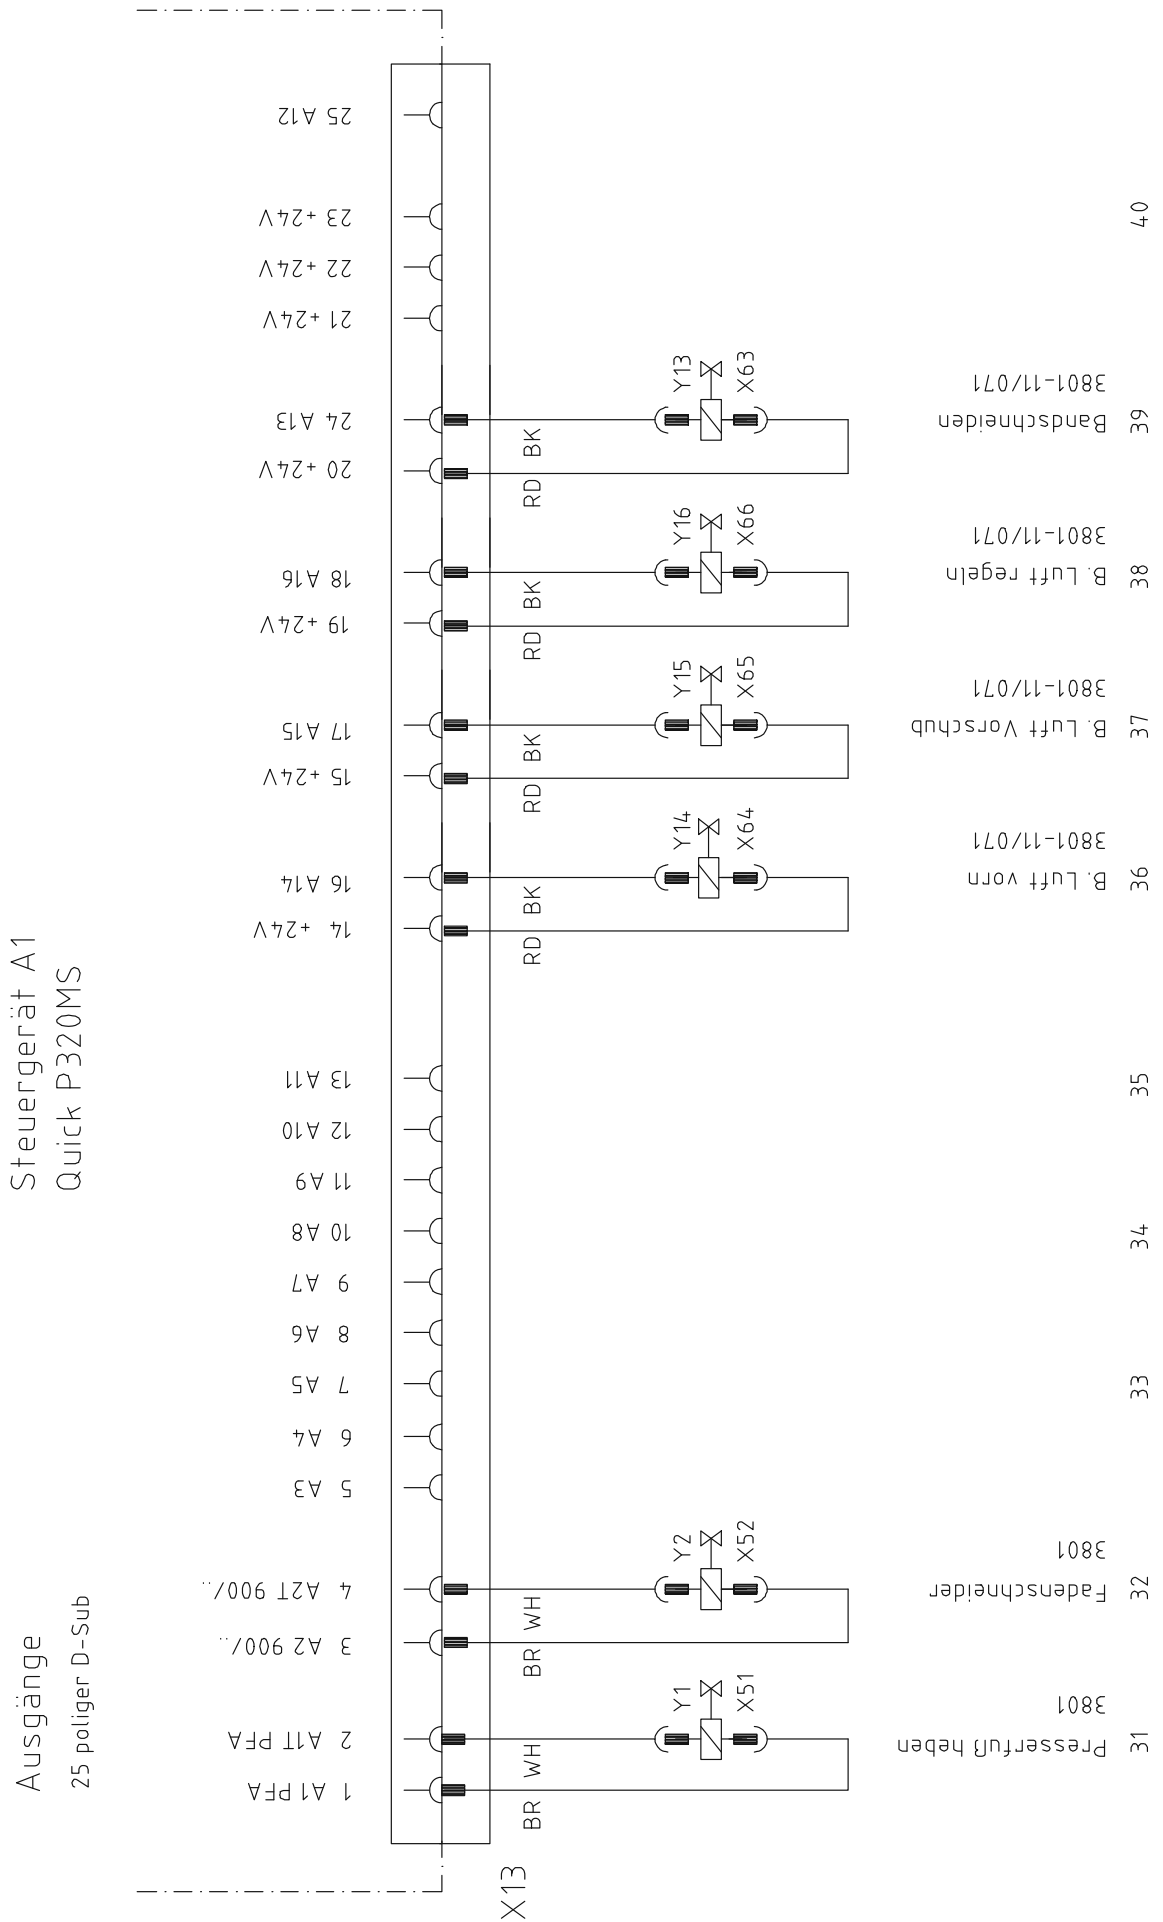 Steuergerät A1
Quick P320MS
Ausgänge
25 poliger D-Sub
X13
1 A1 PFA
2 A1T PFA
3 A2 900/..
4 A2T 900/..
5 A3
6 A4
7 A5
8 A6
9 A7
10 A8
11 A9
12 A10
13 A11
14 +24V
16 A14
15 +24V
17 A15
19 +24V
18 A16
20 +24V
24 A13
21 +24V
22 +24V
23 +24V
25 A12
BR
WH
BR
WH
RD
BK
RD
BK
RD
BK
RD
BK
Y1
X51
Y2
X52
Y14
X64
Y15
X65
Y16
X66
Y13
X63
Presserfuß heben
3801
Fadenschneider
3801
B. Luft vorn
3801-11/071
B. Luft Vorschub
3801-11/071
B. Luft regeln
3801-11/071
Bandschneiden
3801-11/071
31
32
33
34
35
36
37
38
39
40